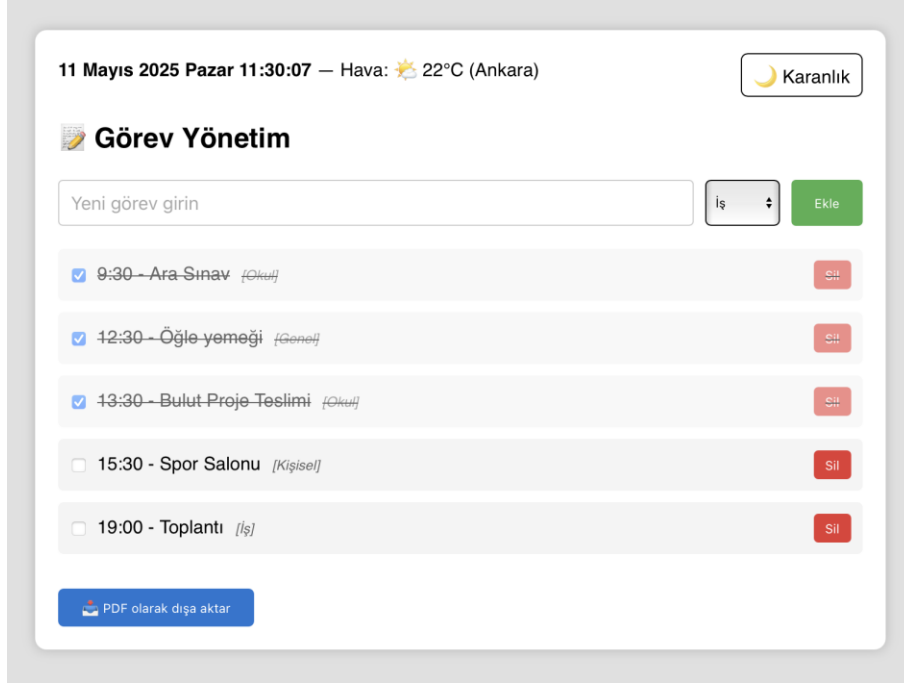 11 Mayıs 2025 Pazar 11:30:07 — Hava: 🌤️ 22°C (Ankara)
🌙 Karanlık
📝 Görev Yönetim
Yeni görev girin
İş
Ekle
9:30 - Ara Sınav [Okul] Sil
12:30 - Öğle yemeği [Genel] Sil
13:30 - Bulut Proje Teslimi [Okul] Sil
15:30 - Spor Salonu [Kişisel] Sil
19:00 - Toplantı [İş] Sil
📤 PDF olarak dışa aktar